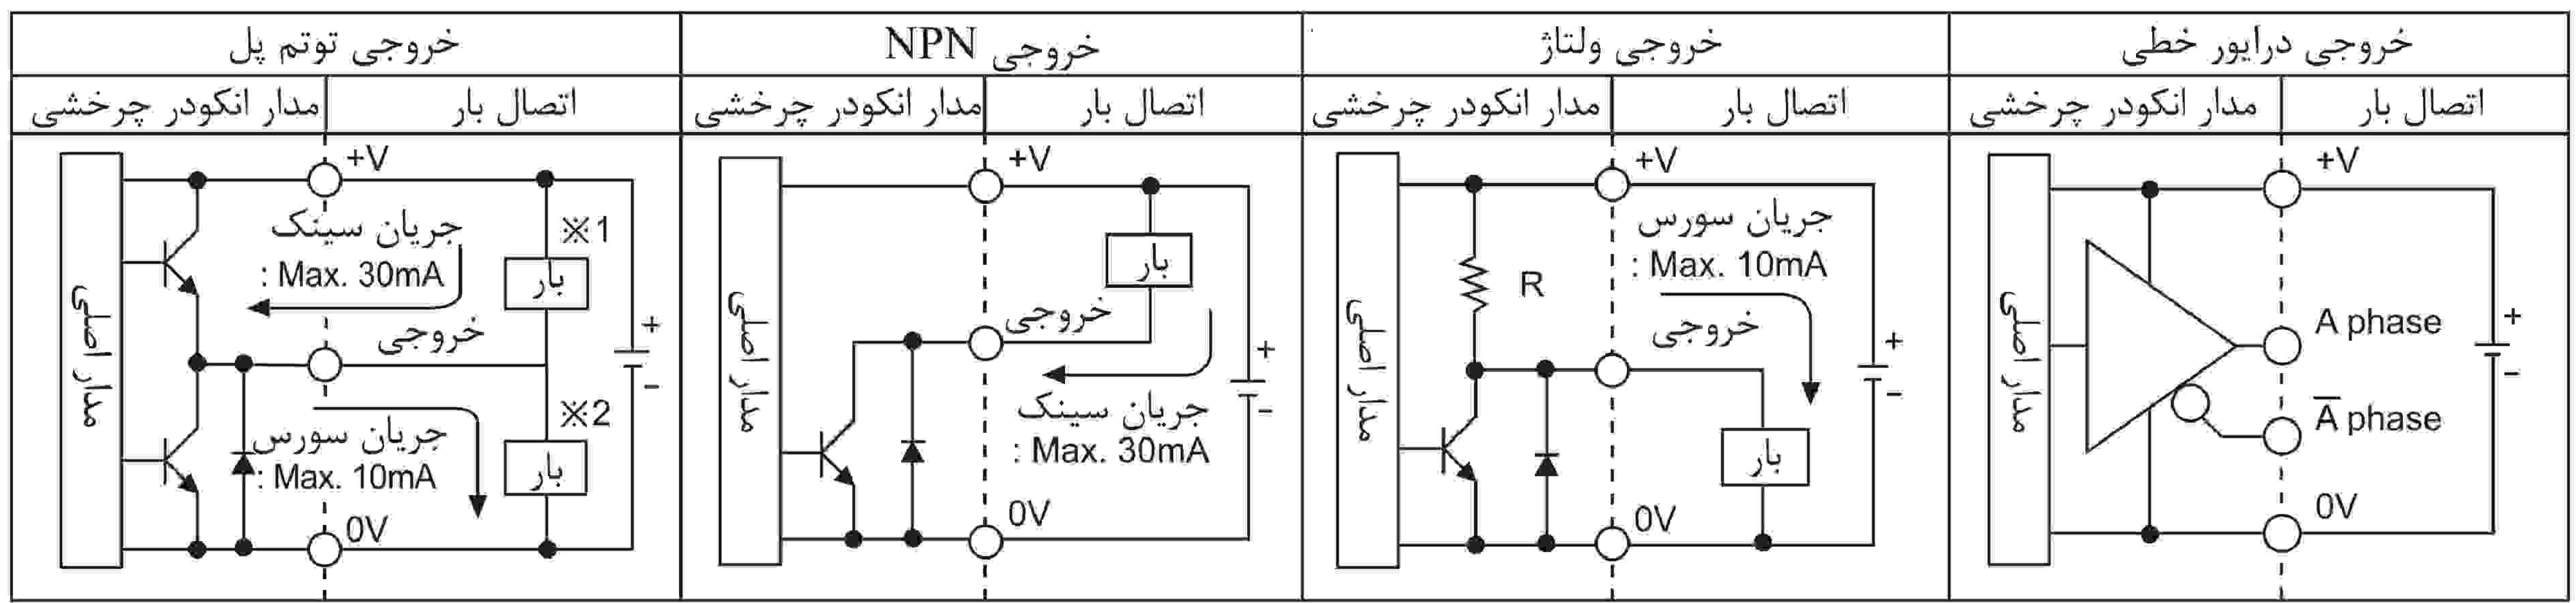 خروجی توتم پل
مدار انکودر چرخشی
اتصال بار
مدار اصلی
+V
جریان سینک
: Max. 30mA
※1
بار
خروجی
+
-
جریان سورس
: Max. 10mA
※2
بار
0V
خروجی NPN
مدار انکودر چرخشی
اتصال بار
مدار اصلی
+V
بار
خروجی
+
-
جریان سینک
: Max. 30mA
0V
خروجی ولتاژ
مدار انکودر چرخشی
اتصال بار
مدار اصلی
+V
جریان سورس
: Max. 10mA
R
خروجی
+
-
بار
0V
خروجی درایور خطی
مدار انکودر چرخشی
اتصال بار
مدار اصلی
+V
A phase
+
-
A̅ phase
0V